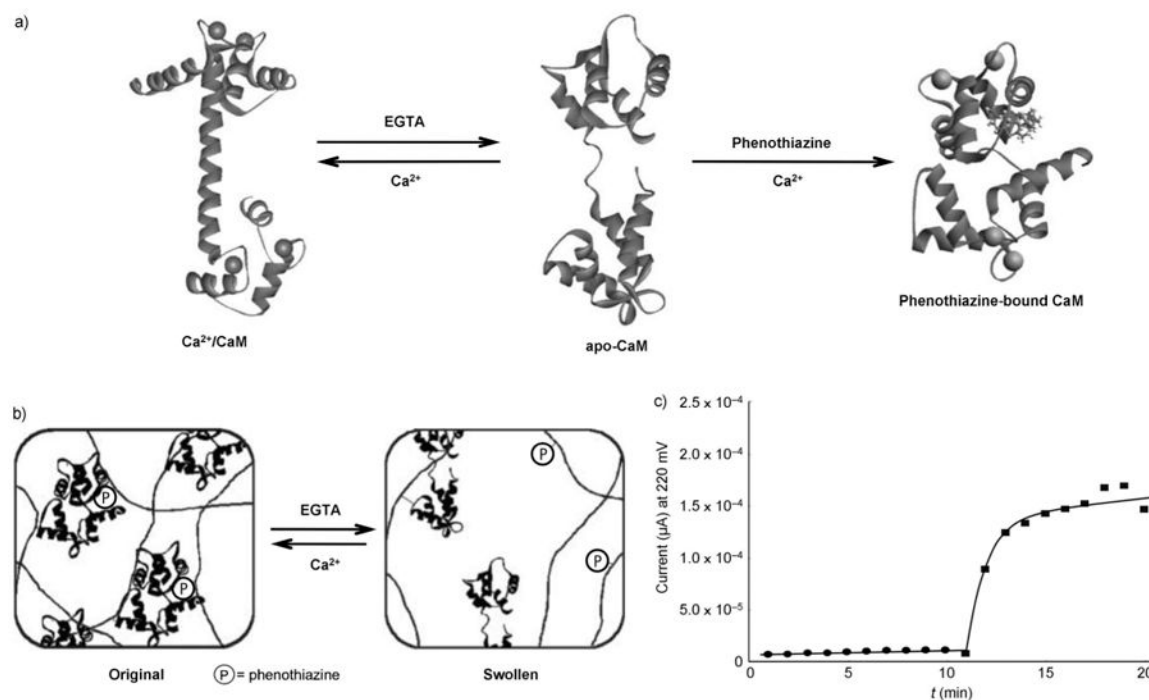 a)
EGTA
Ca²⁺
Phenothiazine
Ca²⁺
Ca²⁺/CaM
apo-CaM
Phenothiazine-bound CaM
b)
EGTA
Ca²⁺
P
P
P
P
Original
P = phenothiazine
Swollen
c)
Current (µA) at 220 mV
2.5 x 10⁻⁴
2.0 x 10⁻⁴
1.5 x 10⁻⁴
1.0 x 10⁻⁴
5.0 x 10⁻⁵
0
0
5
10
15
20
t (min)